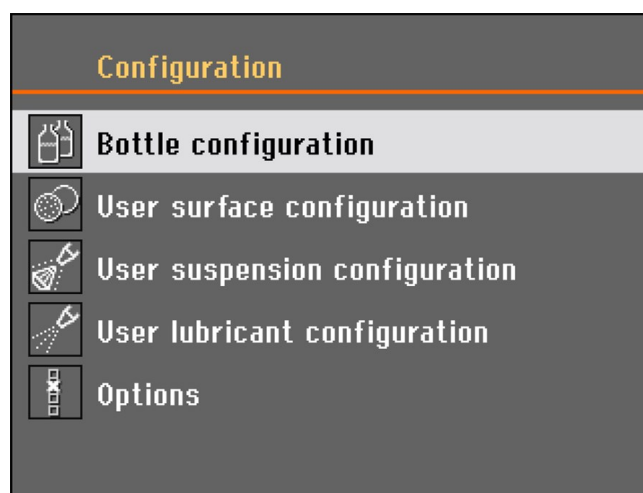 Configuration
Bottle configuration
User surface configuration
User suspension configuration
User lubricant configuration
Options